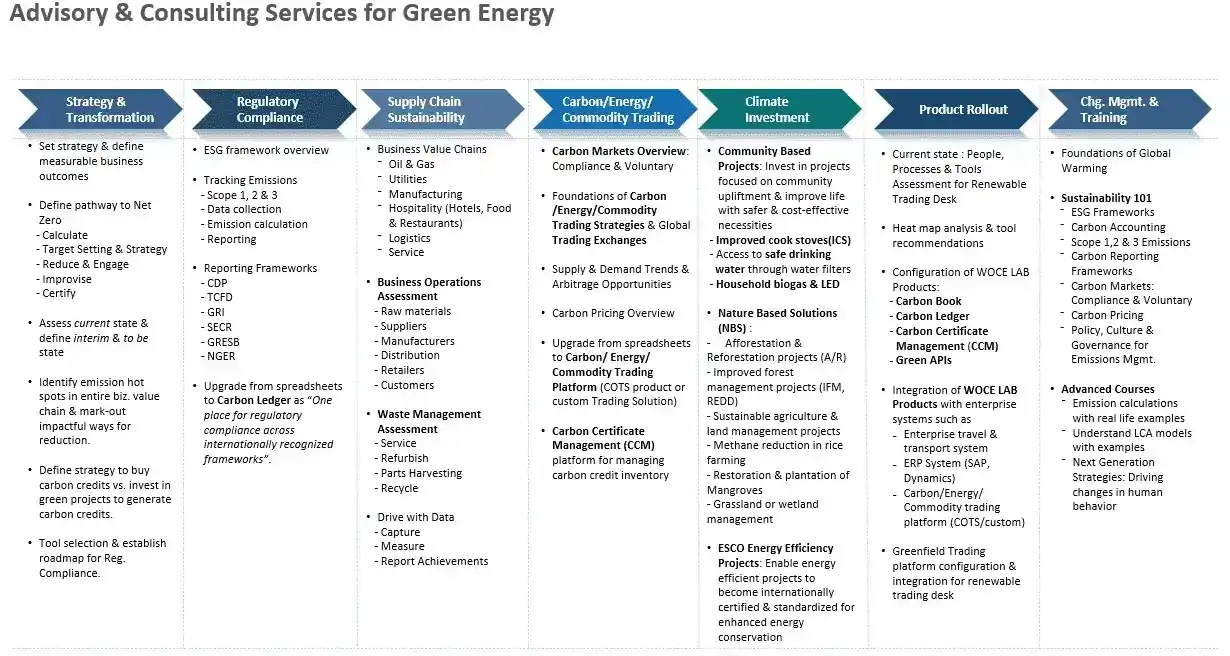 Advisory & Consulting Services for Green Energy
Strategy &
Transformation
• Set strategy & define
measurable business
outcomes
• Define pathway to Net
Zero
- Calculate
- Target Setting & Strategy
- Reduce & Engage
- Improvise
- Certify
• Assess current state &
define interim & to be
state
• Identify emission hot
spots in entire biz. value
chain & mark-out
impactful ways for
reduction.
• Define strategy to buy
carbon credits vs. invest in
green projects to generate
carbon credits.
• Tool selection & establish
roadmap for Reg.
Compliance.
Regulatory
Compliance
• ESG framework overview
• Tracking Emissions
- Scope 1, 2 & 3
- Data collection
- Emission calculation
- Reporting
• Reporting Frameworks
- CDP
- TCFD
- GRI
- SECR
- GRESB
- NGER
• Upgrade from spreadsheets
to Carbon Ledger as “One
place for regulatory
compliance across
internationally recognized
frameworks”.
Supply Chain
Sustainability
• Business Value Chains
- Oil & Gas
- Utilities
- Manufacturing
- Hospitality (Hotels, Food
& Restaurants)
- Logistics
- Service
• Business Operations
Assessment
- Raw materials
- Suppliers
- Manufacturers
- Distribution
- Retailers
- Customers
• Waste Management
Assessment
- Service
- Refurbish
- Parts Harvesting
- Recycle
• Drive with Data
- Capture
- Measure
- Report Achievements
Carbon/Energy/
Commodity Trading
• Carbon Markets Overview:
Compliance & Voluntary
• Foundations of Carbon
/Energy/Commodity
Trading Strategies & Global
Trading Exchanges
• Supply & Demand Trends &
Arbitrage Opportunities
• Carbon Pricing Overview
• Upgrade from spreadsheets
to Carbon/ Energy/
Commodity Trading
Platform (COTS product or
custom Trading Solution)
• Carbon Certificate
Management (CCM)
platform for managing
carbon credit inventory
Climate
Investment
• Community Based
Projects: Invest in projects
focused on community
upliftment & improve life
with safer & cost-effective
necessities
- Improved cook stoves(ICS)
- Access to safe drinking
water through water filters
- Household biogas & LED
• Nature Based Solutions
(NBS) :
- Afforestation &
Reforestation projects (A/R)
- Improved forest
management projects (IFM,
REDD)
- Sustainable agriculture &
land management projects
- Methane reduction in rice
farming
- Restoration & plantation of
Mangroves
- Grassland or wetland
management
• ESCO Energy Efficiency
Projects: Enable energy
efficient projects to
become internationally
certified & standardized for
enhanced energy
conservation
Product Rollout
• Current state : People,
Processes & Tools
Assessment for Renewable
Trading Desk
• Heat map analysis & tool
recommendations
• Configuration of WOCE LAB
Products:
- Carbon Book
- Carbon Ledger
- Carbon Certificate
Management (CCM)
- Green APIs
• Integration of WOCE LAB
Products with enterprise
systems such as
- Enterprise travel &
transport system
- ERP System (SAP,
Dynamics)
- Carbon/Energy/
Commodity trading
platform (COTS/custom)
• Greenfield Trading
platform configuration &
integration for renewable
trading desk
Chg. Mgmt. &
Training
• Foundations of Global
Warming
• Sustainability 101
- ESG Frameworks
- Carbon Accounting
- Scope 1,2 & 3 Emissions
- Carbon Reporting
Frameworks
- Carbon Markets:
Compliance & Voluntary
- Carbon Pricing
- Policy, Culture &
Governance for
Emissions Mgmt.
• Advanced Courses
- Emission calculations
with real life examples
- Understand LCA models
with examples
- Next Generation
Strategies: Driving
changes in human
behavior